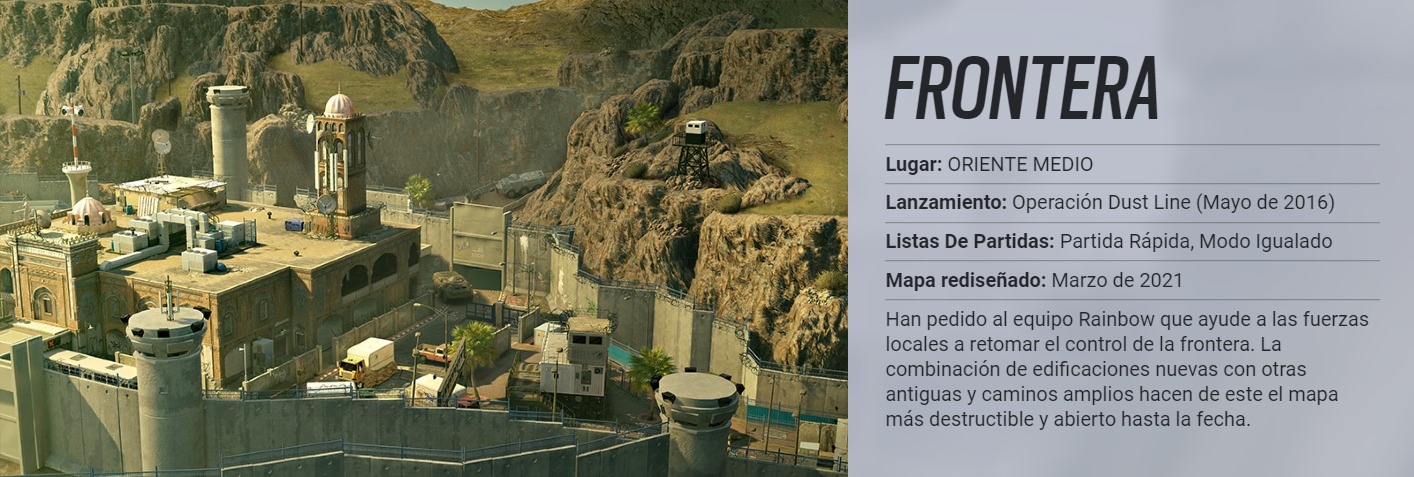 FRONTERA
Lugar: ORIENTE MEDIO
Lanzamiento: Operación Dust Line (Mayo de 2016)
Listas De Partidas: Partida Rápida, Modo Igualado
Mapa rediseñado: Marzo de 2021
Han pedido al equipo Rainbow que ayude a las fuerzas
locales a retomar el control de la frontera. La
combinación de edificaciones nuevas con otras
antiguas y caminos amplios hacen de este el mapa
más destructible y abierto hasta la fecha.